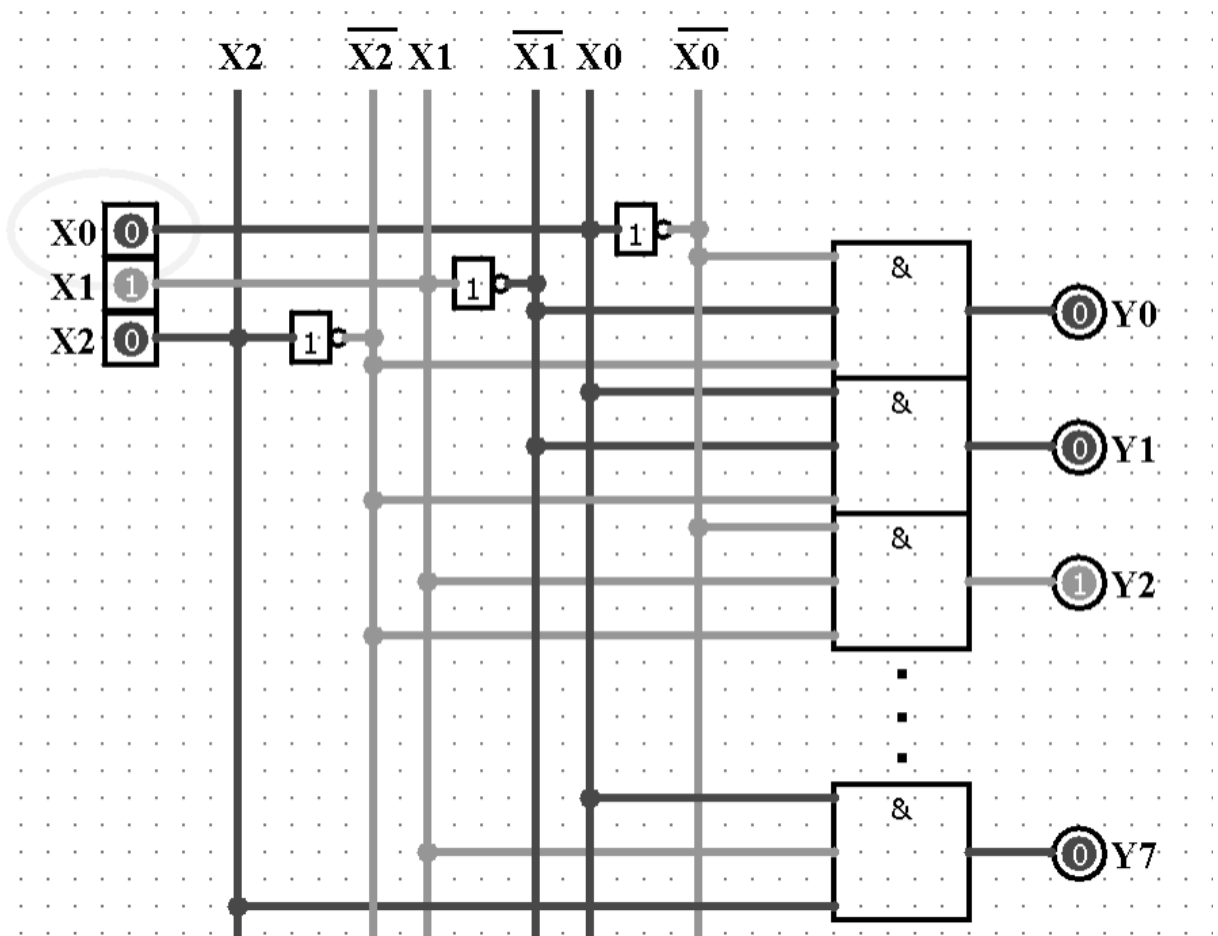 X2 X̅2̅ X1 X̅1̅ X0 X̅0̅
X0 0 1
X1 1 1
X2 0 1
&
0 Y0
&
0 Y1
&
1 Y2
&
0 Y7